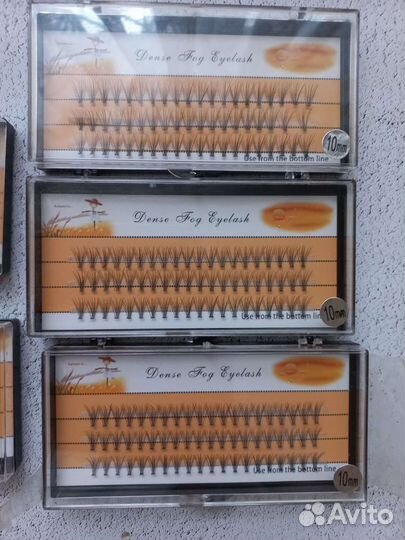 Dense Fog Eyelash
10mm
Use from the bottom line
Dense Fog Eyelash
10mm
Use from the bottom line
Dense Fog Eyelash
Use from the bottom line
10mm
Avito